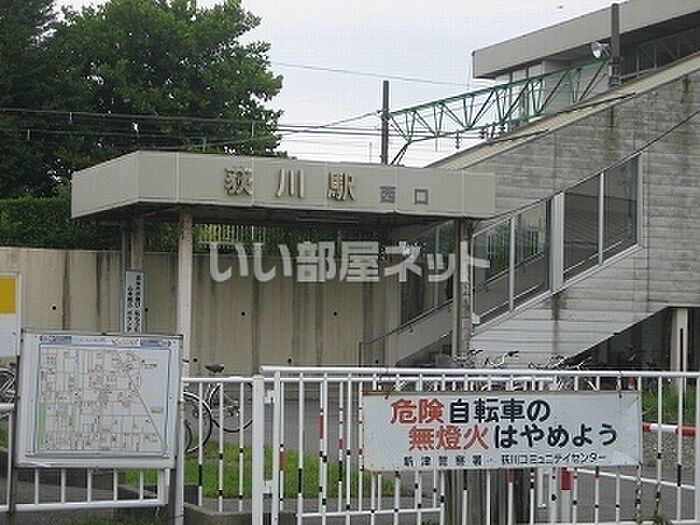 荻川駅 西口
いい部屋ネット
危険自転車の
無燈火はやめよう
新津警察署 荻川コミュニティセンター